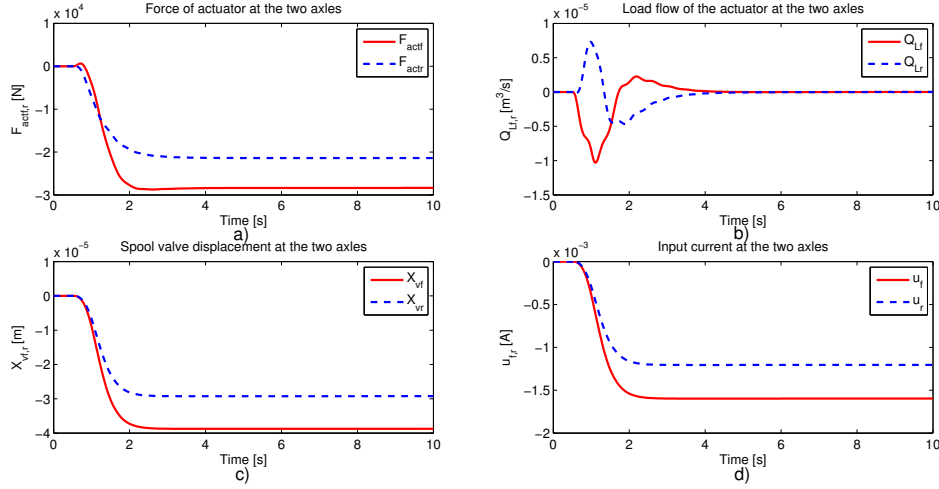 Force of actuator at the two axles
x 10^4
1
0
−1
−2
−3
F_actf,r [N]
F_actf
F_actr
0 2 4 6 8 10
Time [s]
a)
Load flow of the actuator at the two axles
x 10^−5
1
0.5
0
−0.5
−1
−1.5
Q_Lf,r [m^3/s]
Q_Lf
Q_Lr
0 2 4 6 8 10
Time [s]
b)
Spool valve displacement at the two axles
x 10^−5
1
0
−1
−2
−3
−4
X_vf,r [m]
X_vf
X_vr
0 2 4 6 8 10
Time [s]
c)
Input current at the two axles
x 10^−3
0
−0.5
−1
−1.5
−2
u_f,r [A]
u_f
u_r
0 2 4 6 8 10
Time [s]
d)